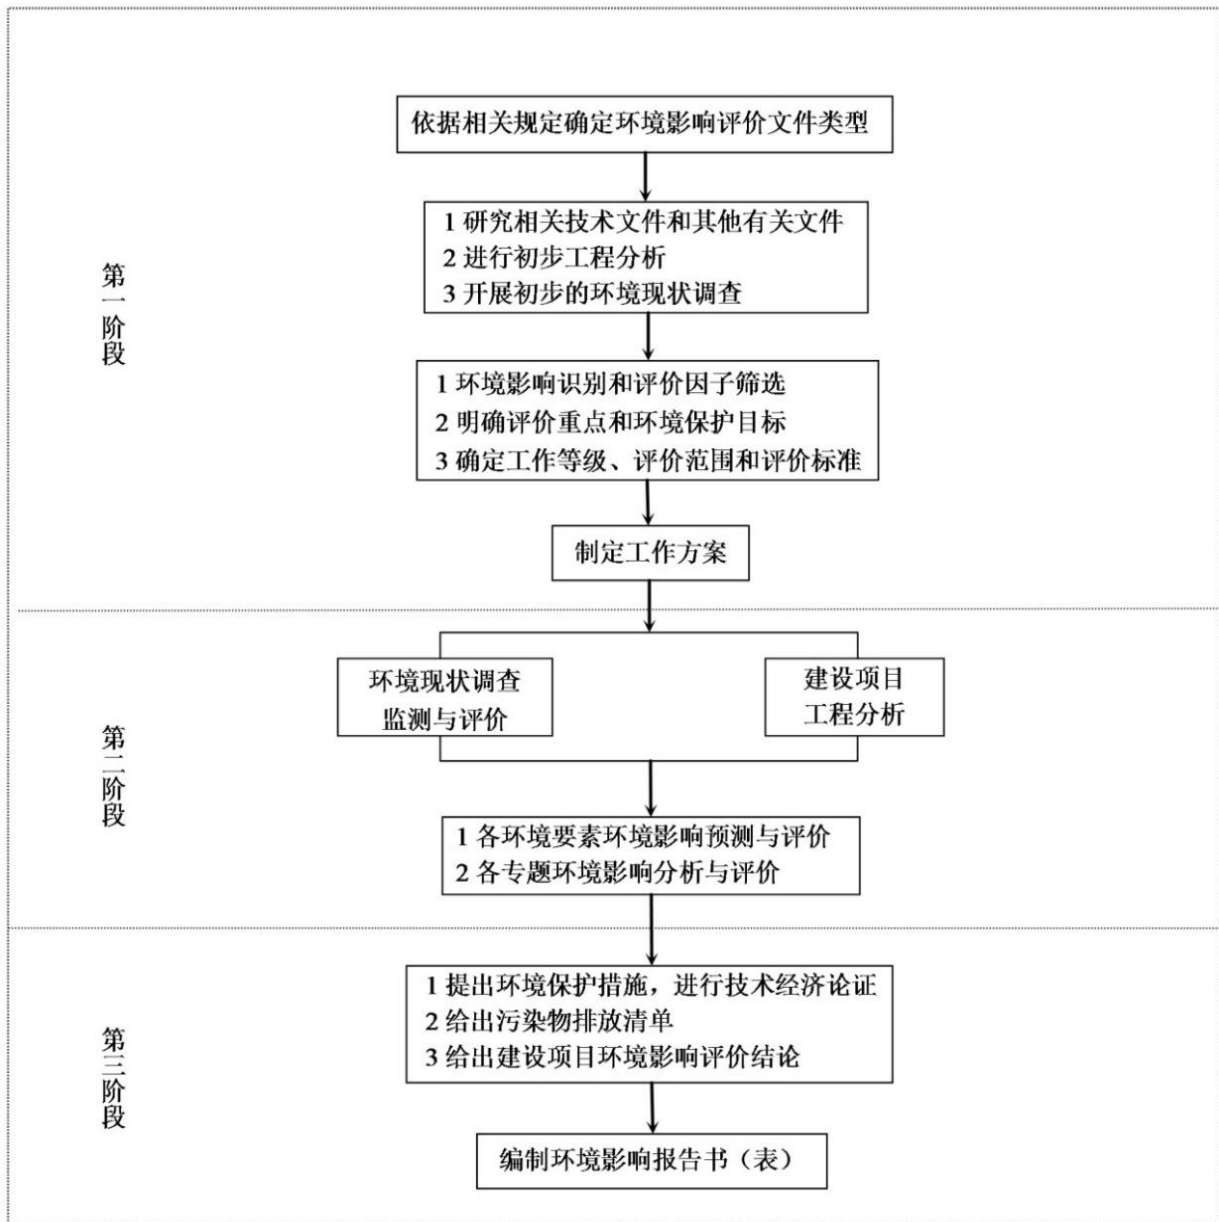 依据相关规定确定环境影响评价文件类型
第一阶段
1 研究相关技术文件和其他有关文件
2 进行初步工程分析
3 开展初步的环境现状调查
1 环境影响识别和评价因子筛选
2 明确评价重点和环境保护目标
3 确定工作等级、评价范围和评价标准
制定工作方案
第二阶段
环境现状调查
监测与评价
建设项目
工程分析
1 各环境要素环境影响预测与评价
2 各专题环境影响分析与评价
第三阶段
1 提出环境保护措施，进行技术经济论证
2 给出污染物排放清单
3 给出建设项目环境影响评价结论
编制环境影响报告书（表）